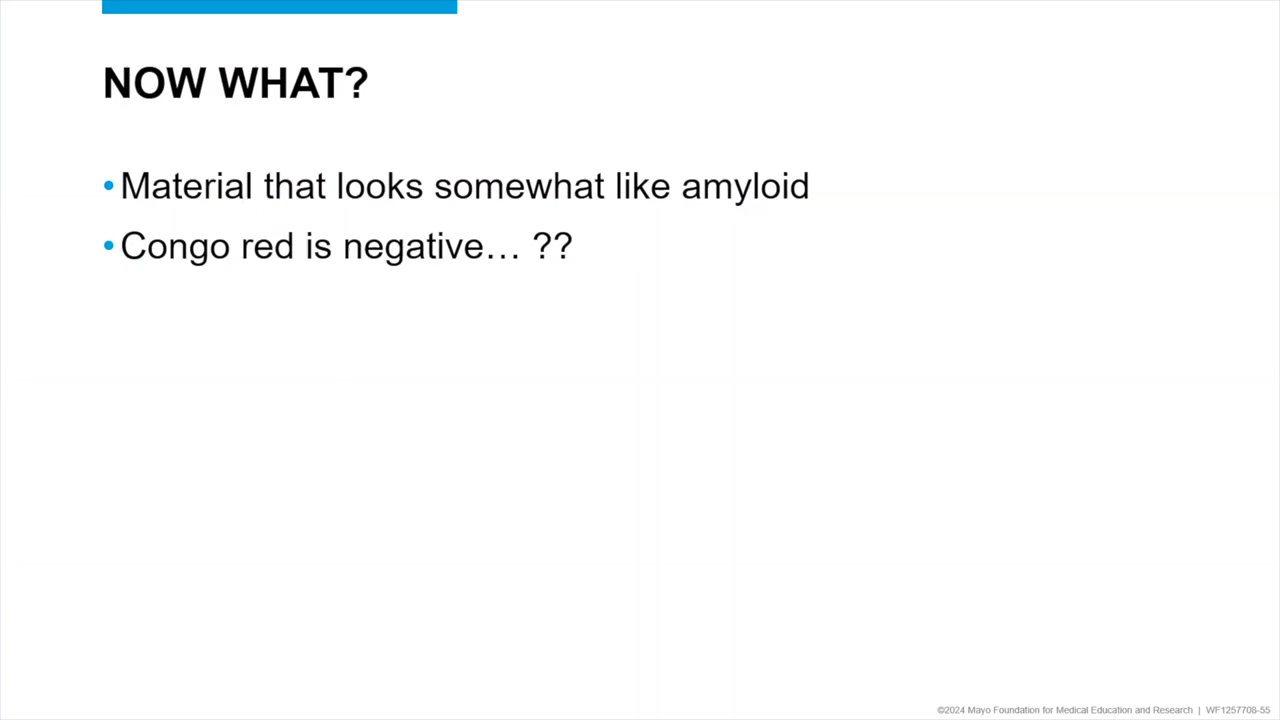 NOW WHAT?
•Material that looks somewhat like amyloid
•Congo red is negative… ??
©2024 Mayo Foundation for Medical Education and Research | WF1257708-55